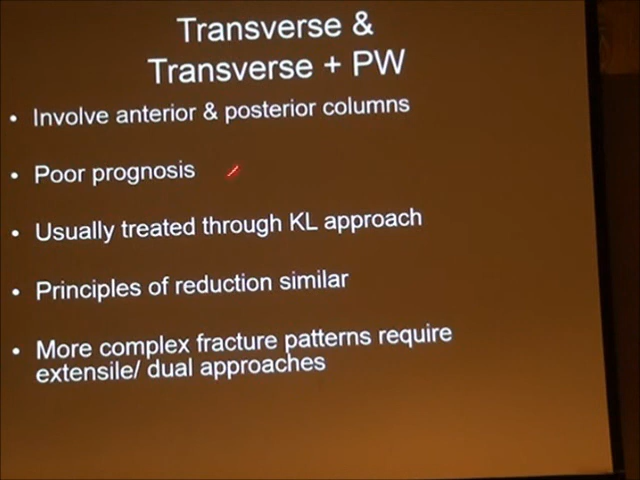 Transverse &
Transverse + PW
• Involve anterior & posterior columns
• Poor prognosis
• Usually treated through KL approach
• Principles of reduction similar
• More complex fracture patterns require
extensile/ dual approaches